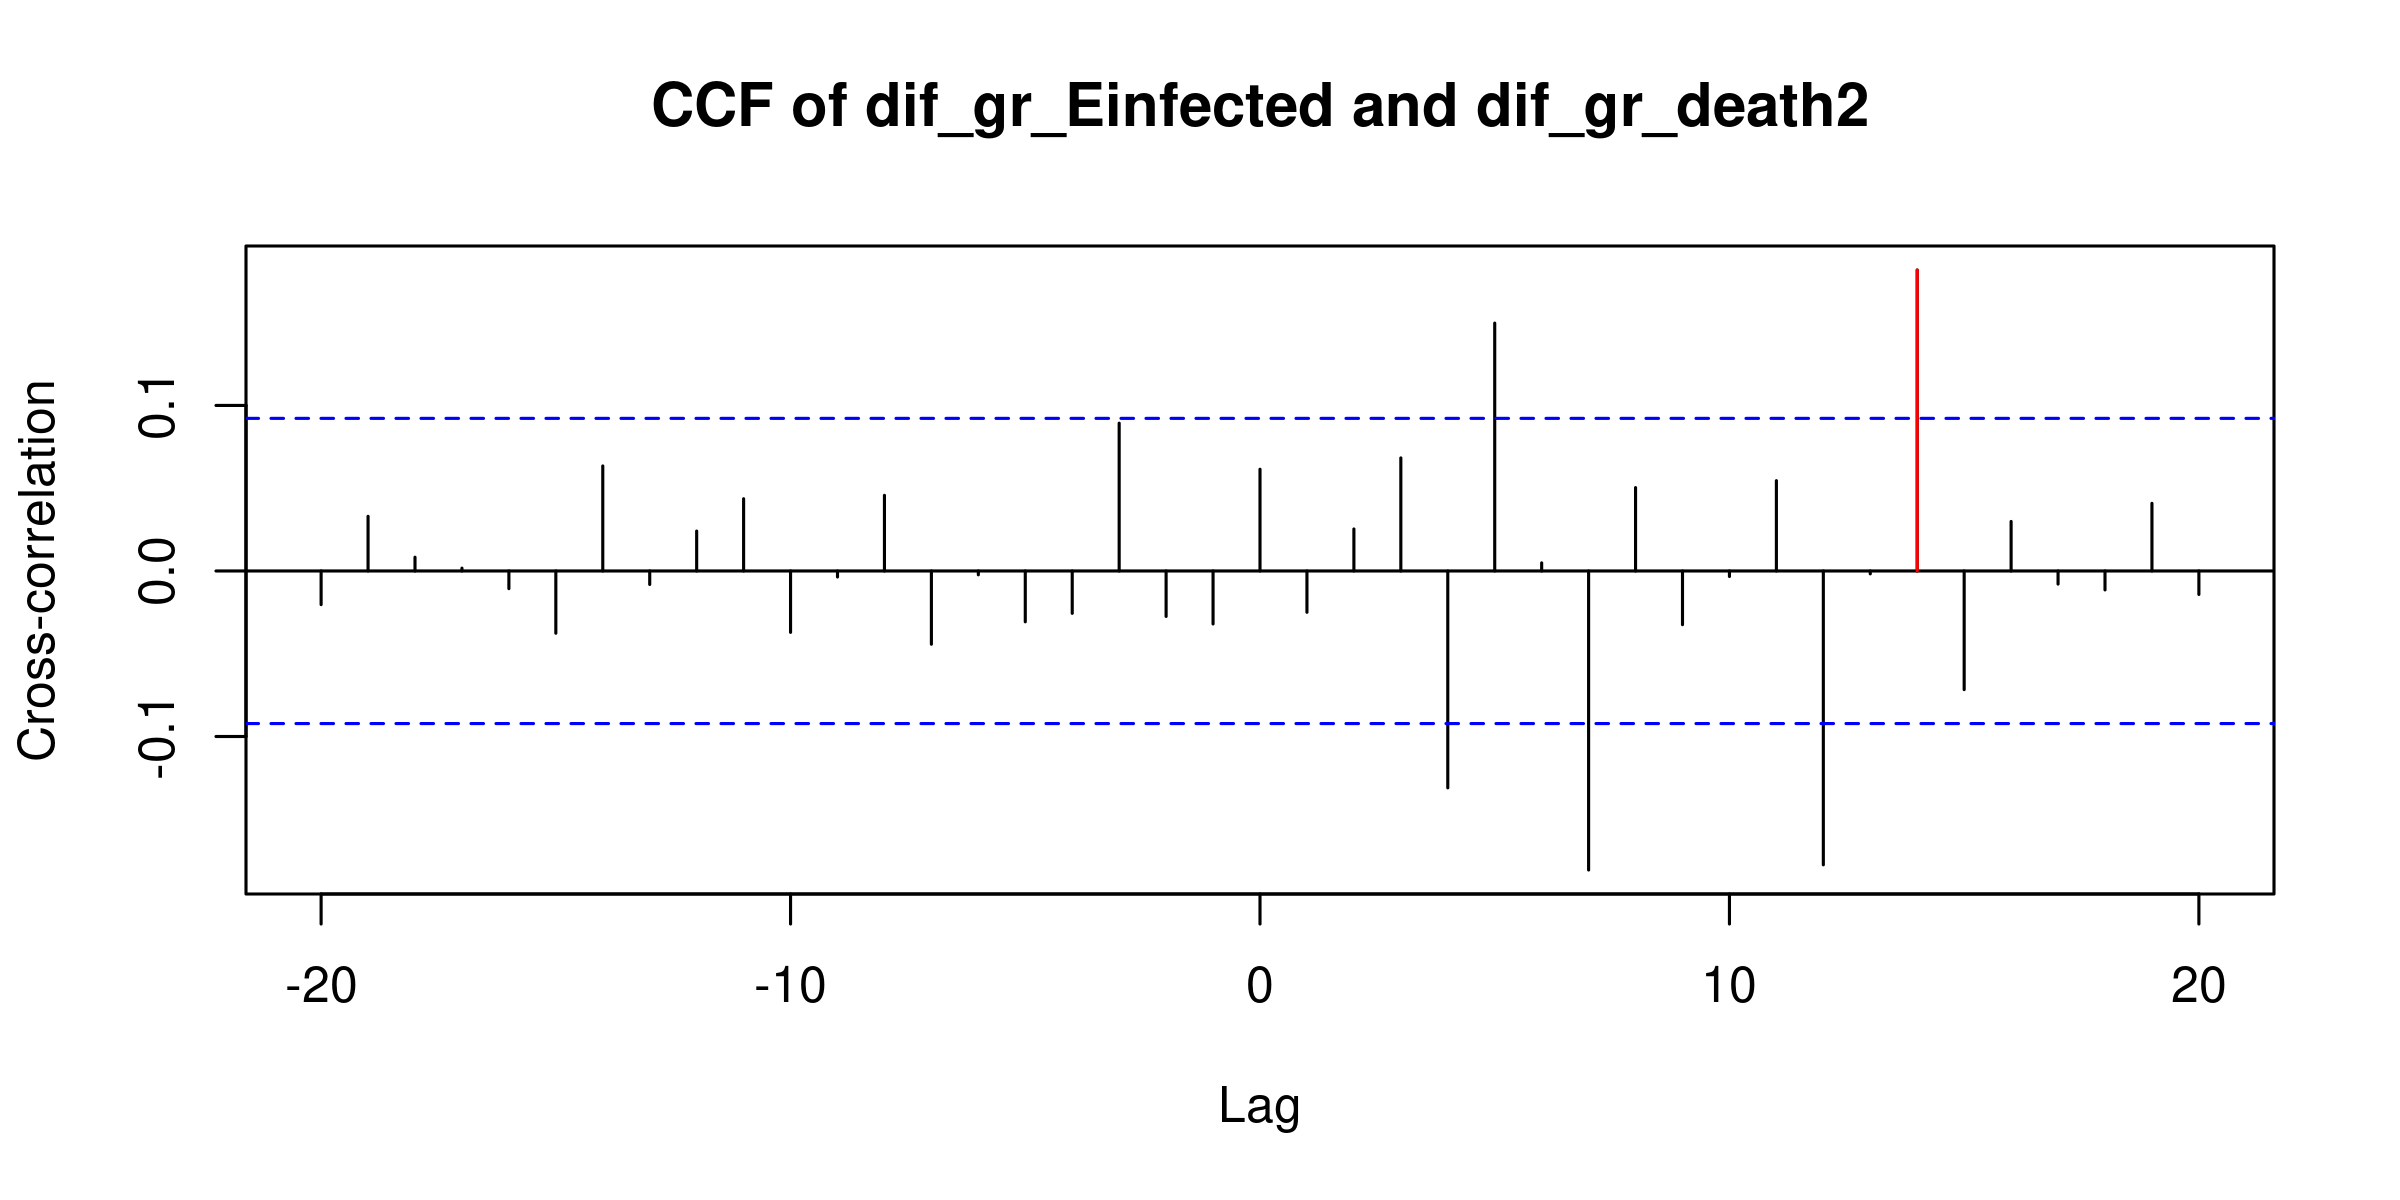 CCF of dif_gr_Einfected and dif_gr_death2
Cross-correlation
0.1
0.0
-0.1
-20
-10
0
10
20
Lag